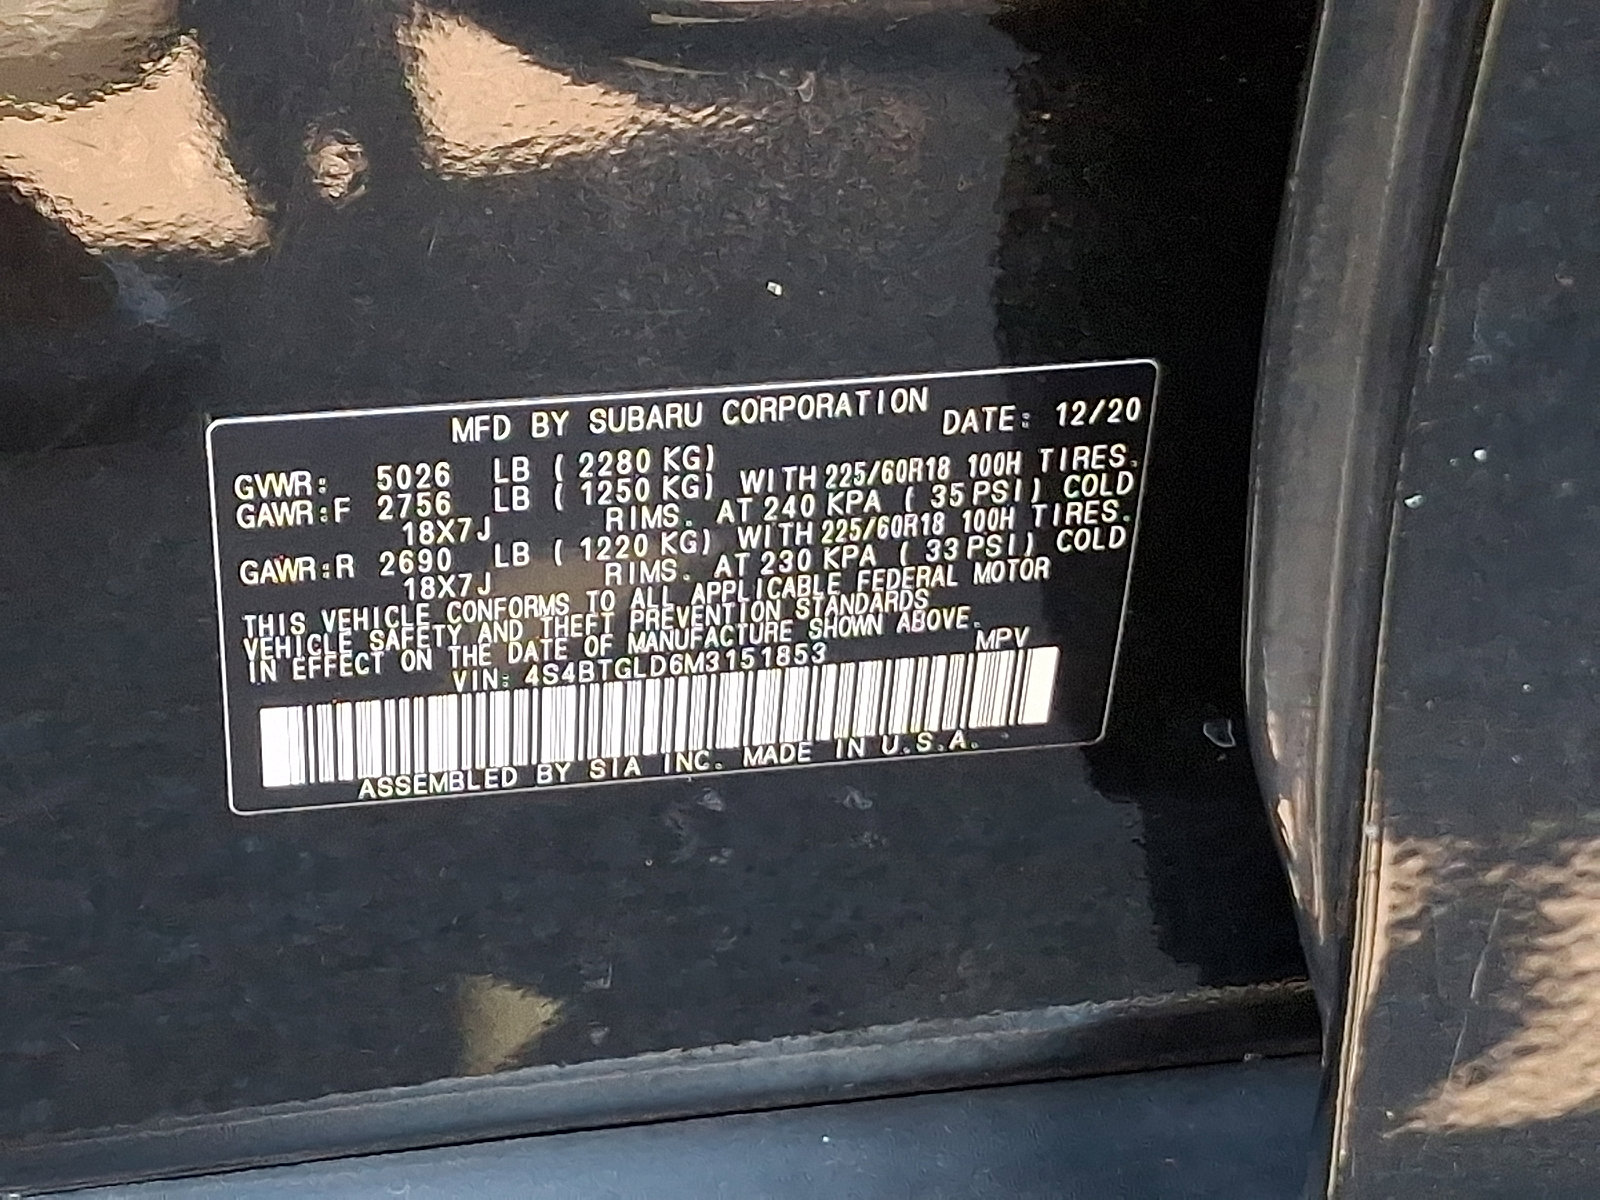 MFD BY SUBARU CORPORATION DATE: 12/20
GVWR: 5026 LB ( 2280 KG)
GAWR:F 2756 LB ( 1250 KG) WITH 225/60R18 100H TIRES.
18X7J RIMS. AT 240 KPA ( 35 PSI) COLD
GAWR:R 2690 LB ( 1220 KG) WITH 225/60R18 100H TIRES.
18X7J RIMS. AT 230 KPA ( 33 PSI) COLD
THIS VEHICLE CONFORMS TO ALL APPLICABLE FEDERAL MOTOR
VEHICLE SAFETY AND THEFT PREVENTION STANDARDS
IN EFFECT ON THE DATE OF MANUFACTURE SHOWN ABOVE.
VIN: 4S4BTGLD6M3151853 MPV
ASSEMBLED BY SIA INC. MADE IN U.S.A.